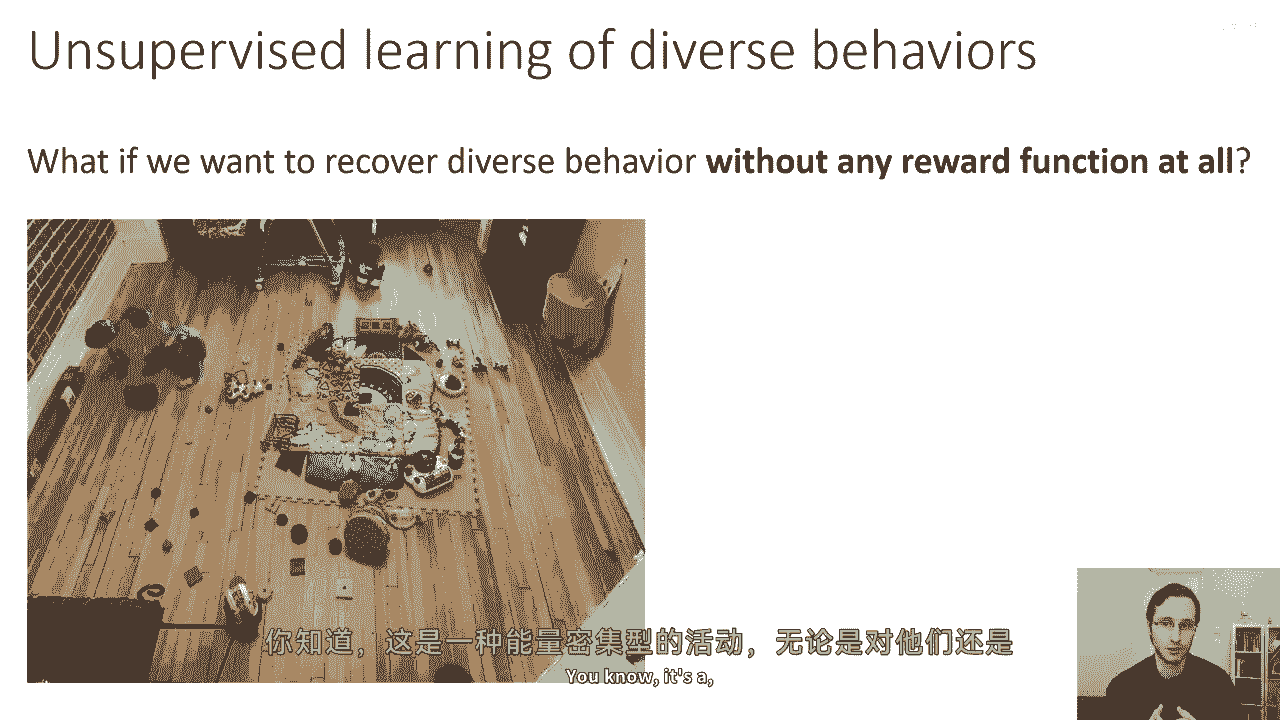 Unsupervised learning of diverse behaviors
What if we want to recover diverse behavior without any reward function at all?
你知道，这是一种能量密集型的活动，无论是对他们还是
You know, it's a,